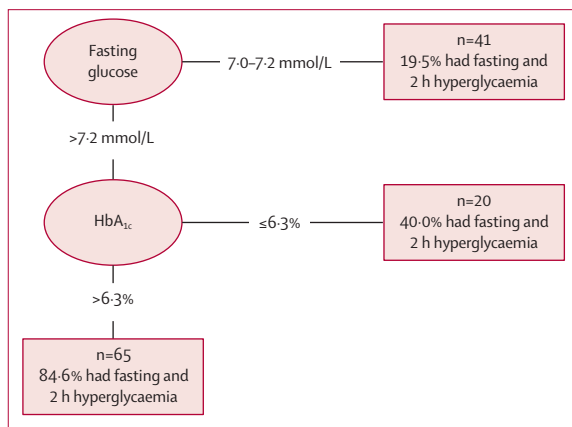 Fasting
glucose
7·0–7·2 mmol/L
n=41
19·5% had fasting and
2 h hyperglycaemia
>7·2 mmol/L
HbA1c
≤6·3%
n=20
40·0% had fasting and
2 h hyperglycaemia
>6·3%
n=65
84·6% had fasting and
2 h hyperglycaemia